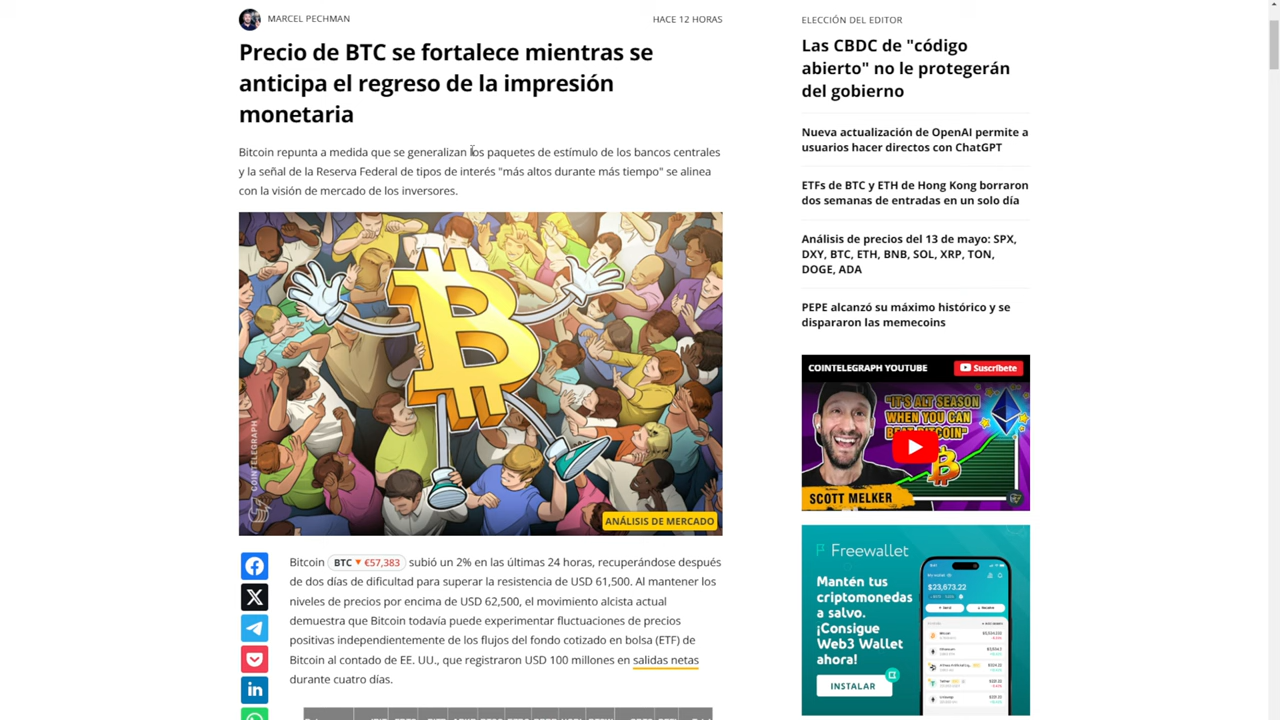 MARCEL PECHMAN
HACE 12 HORAS
Precio de BTC se fortalece mientras se
anticipa el regreso de la impresión
monetaria
Bitcoin repunta a medida que se generalizan los paquetes de estímulo de los bancos centrales
y la señal de la Reserva Federal de tipos de interés "más altos durante más tiempo" se alinea
con la visión de mercado de los inversores.
COINTELEGRAPH
ANÁLISIS DE MERCADO
Bitcoin BTC ▼ €57,383 subió un 2% en las últimas 24 horas, recuperándose después
de dos días de dificultad para superar la resistencia de USD 61,500. Al mantener los
niveles de precios por encima de USD 62,500, el movimiento alcista actual
demuestra que Bitcoin todavía puede experimentar fluctuaciones de precios
positivas independientemente de los flujos del fondo cotizado en bolsa (ETF) de
Bitcoin al contado de EE. UU., que registraron USD 100 millones en salidas netas
durante cuatro días.
ELECCIÓN DEL EDITOR
Las CBDC de "código
abierto" no le protegerán
del gobierno
Nueva actualización de OpenAI permite a
usuarios hacer directos con ChatGPT
ETFs de BTC y ETH de Hong Kong borraron
dos semanas de entradas en un solo día
Análisis de precios del 13 de mayo: SPX,
DXY, BTC, ETH, BNB, SOL, XRP, TON,
DOGE, ADA
PEPE alcanzó su máximo histórico y se
dispararon las memecoins
COINTELEGRAPH YOUTUBE
Suscríbete
"IT'S ALT SEASON
WHEN YOU CAN
BEAT BITCOIN"
SCOTT MELKER
Freewallet
Mantén tus
criptomonedas
a salvo.
¡Consigue
Web3 Wallet
ahora!
INSTALAR
$23,673.22